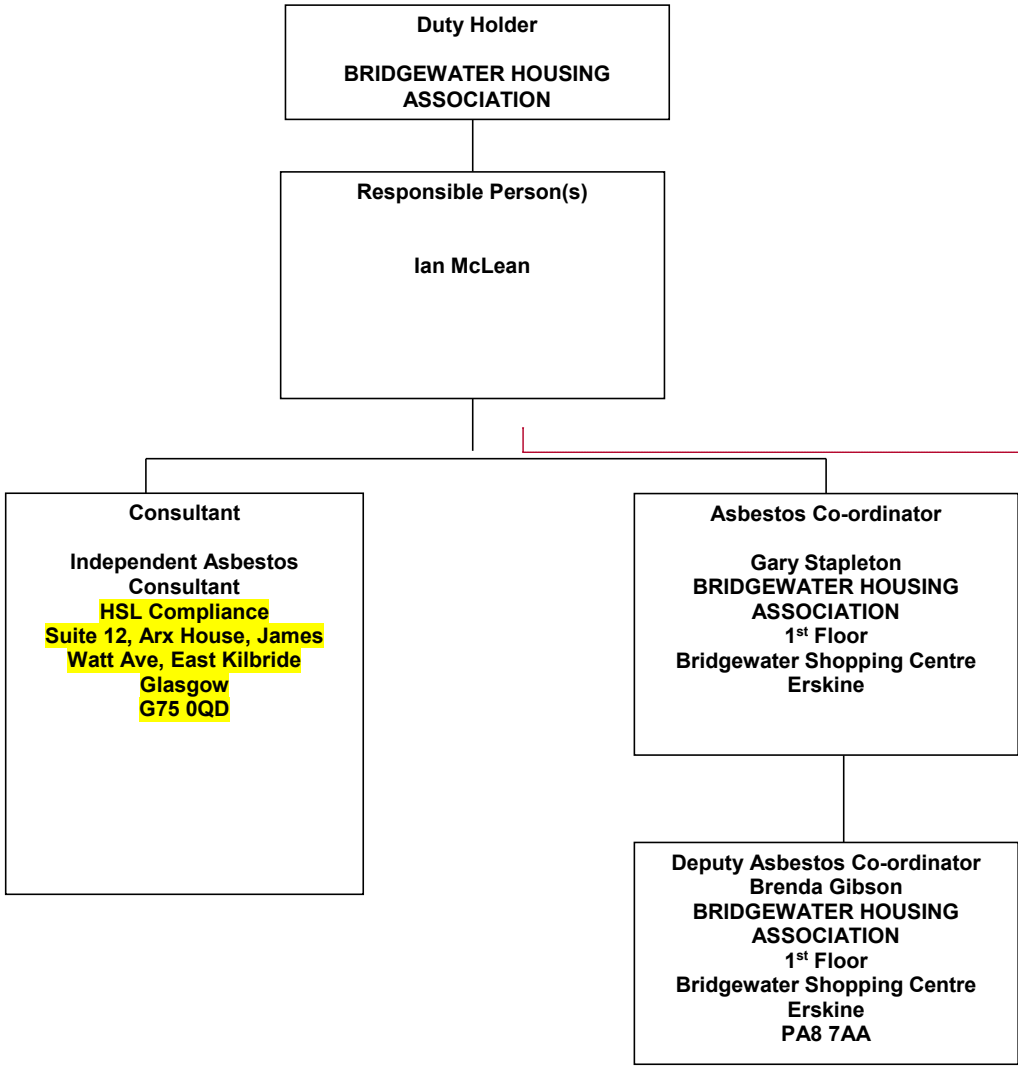 Duty Holder
BRIDGEWATER HOUSING
ASSOCIATION
Responsible Person(s)
Ian McLean
Consultant
Independent Asbestos
Consultant
HSL Compliance
Suite 12, Arx House, James
Watt Ave, East Kilbride
Glasgow
G75 0QD
Asbestos Co-ordinator
Gary Stapleton
BRIDGEWATER HOUSING
ASSOCIATION
1st Floor
Bridgewater Shopping Centre
Erskine
Deputy Asbestos Co-ordinator
Brenda Gibson
BRIDGEWATER HOUSING
ASSOCIATION
1st Floor
Bridgewater Shopping Centre
Erskine
PA8 7AA